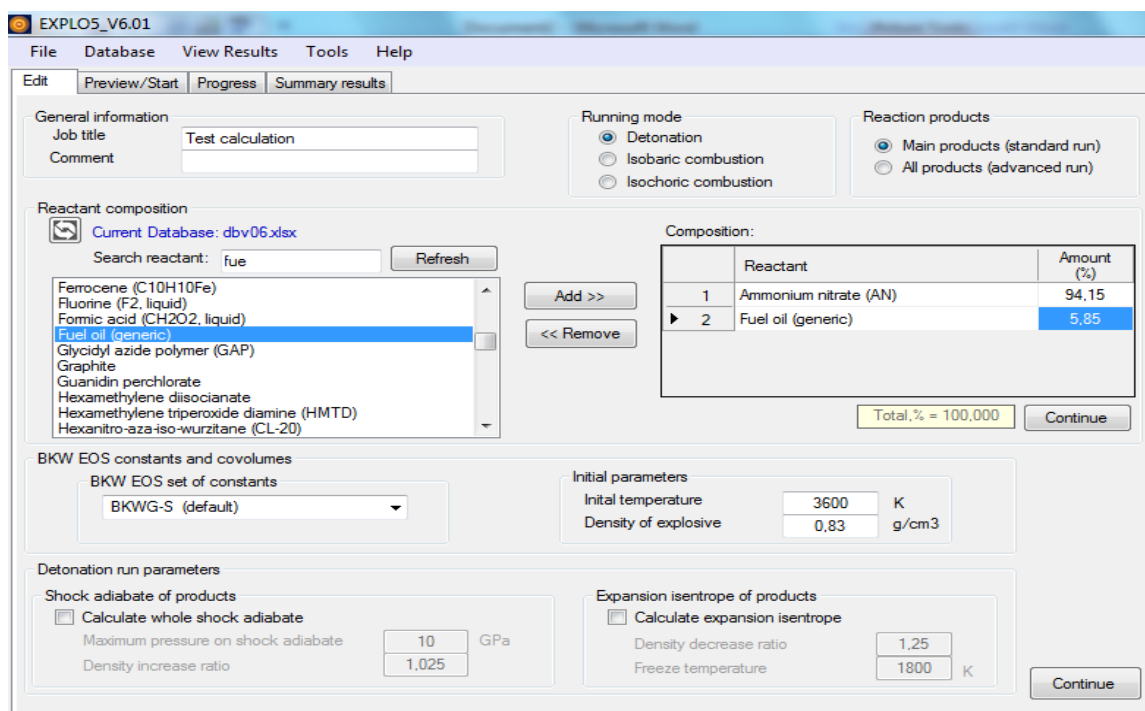 EXPLO5_V6.01
File Database View Results Tools Help
Edit Preview/Start Progress Summary results
General information
Job title Test calculation
Comment
Running mode
Detonation
Isobaric combustion
Isochoric combustion
Reaction products
Main products (standard run)
All products (advanced run)
Reactant composition
Current Database: dbv06.xlsx
Search reactant: fue Refresh
Ferrocene (C10H10Fe)
Fluorine (F2, liquid)
Formic acid (CH2O2, liquid)
Fuel oil (generic)
Glycidyl azide polymer (GAP)
Graphite
Guanidin perchlorate
Hexamethylene diisocianate
Hexamethylene triperoxide diamine (HMTD)
Hexanitro-aza-iso-wurzitane (CL-20)
Add >>
<< Remove
Composition:
Reactant Amount (%)
1 Ammonium nitrate (AN) 94,15
2 Fuel oil (generic) 5,85
Total,% = 100,000 Continue
BKW EOS constants and covolumes
BKW EOS set of constants
BKWG-S (default)
Initial parameters
Inital temperature 3600 K
Density of explosive 0,83 g/cm3
Detonation run parameters
Shock adiabate of products
Calculate whole shock adiabate
Maximum pressure on shock adiabate 10 GPa
Density increase ratio 1,025
Expansion isentrope of products
Calculate expansion isentrope
Density decrease ratio 1,25
Freeze temperature 1800 K
Continue